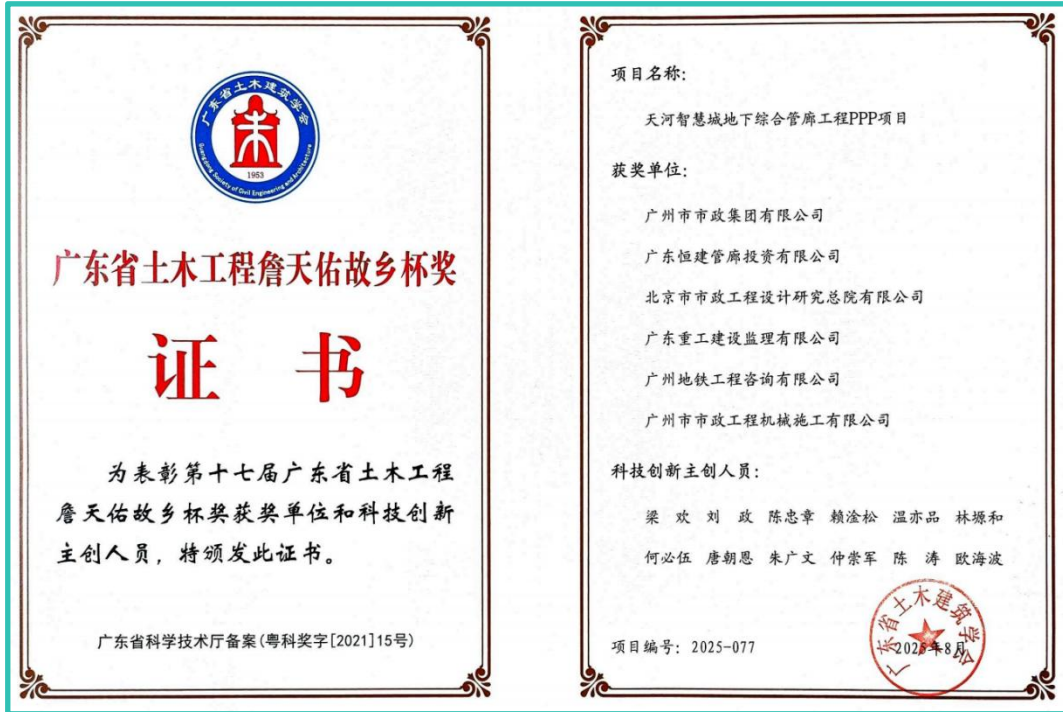 广东省土木建筑学会
1953
Guangdong Society of Civil Engineering and Architecture
广东省土木工程詹天佑故乡杯奖
证 书
为表彰第十七届广东省土木工程
詹天佑故乡杯奖获奖单位和科技创新
主创人员，特颁发此证书。
广东省科学技术厅备案(粤科奖字[2021]15号)
项目名称：
天河智慧城地下综合管廊工程PPP项目
获奖单位：
广州市市政集团有限公司
广东恒建管廊投资有限公司
北京市市政工程设计研究总院有限公司
广东重工建设监理有限公司
广州地铁工程咨询有限公司
广州市市政工程机械施工有限公司
科技创新主创人员：
梁 欢 刘 政 陈忠章 赖淦松 温亦品 林塬和
何必伍 唐朝恩 朱广文 仲崇军 陈 涛 欧海波
项目编号：2025-077
2025年8月
广东省土木建筑学会